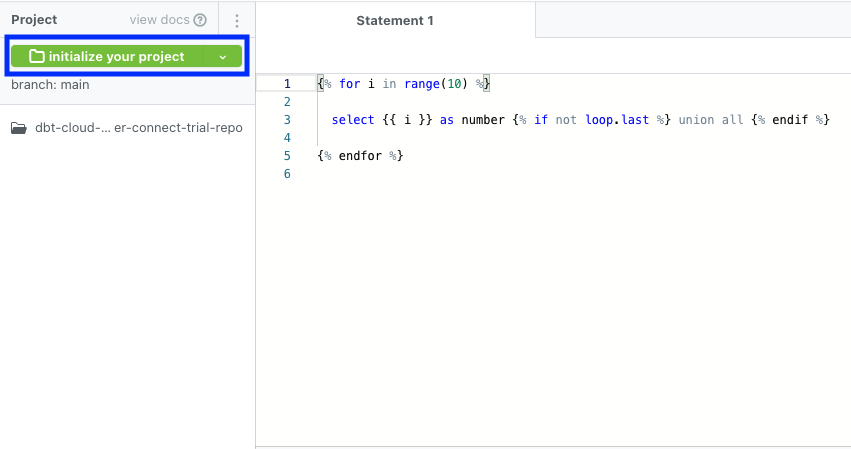 Project view docs ?
initialize your project
branch: main
dbt-cloud-... er-connect-trial-repo
Statement 1
1 {% for i in range(10) %}
2
3 select {{ i }} as number {% if not loop.last %} union all {% endif %}
4
5 {% endfor %}
6